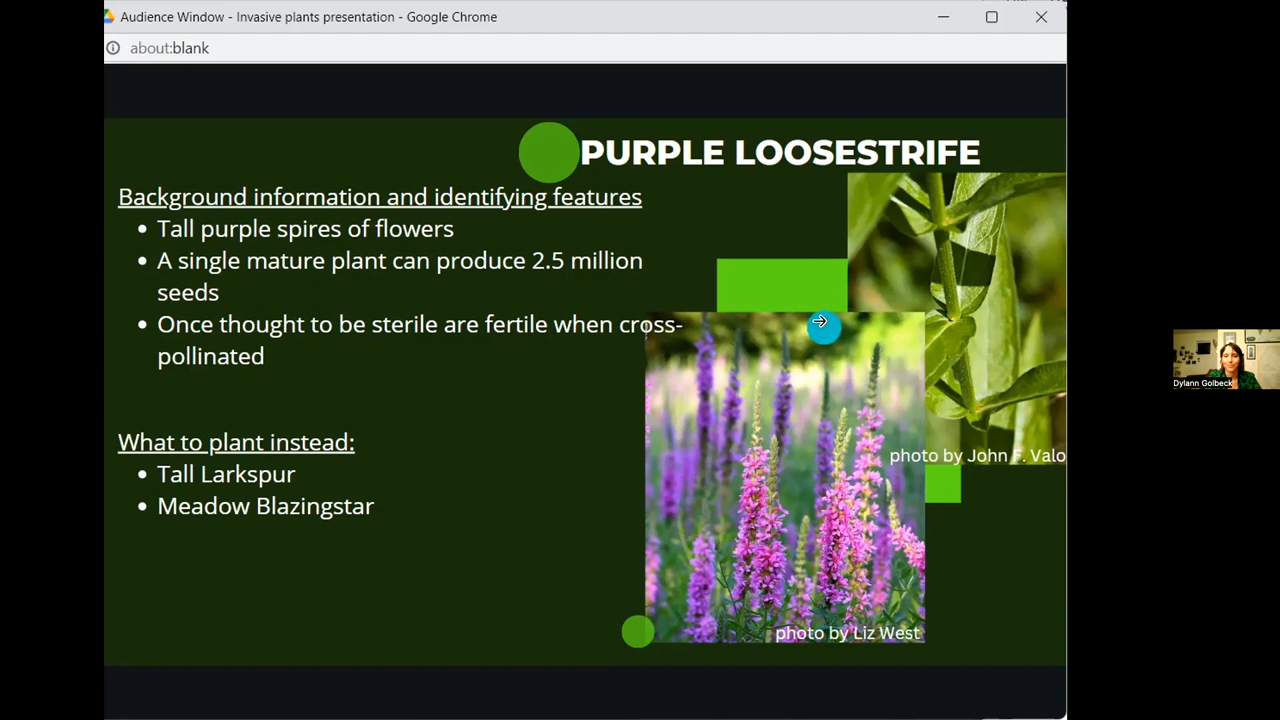 Audience Window - Invasive plants presentation - Google Chrome
about:blank
PURPLE LOOSESTRIFE
Background information and identifying features
• Tall purple spires of flowers
• A single mature plant can produce 2.5 million
seeds
• Once thought to be sterile are fertile when cross-
pollinated
What to plant instead:
• Tall Larkspur
• Meadow Blazingstar
photo by John F. Valo
photo by Liz West
Dylann Golbeck